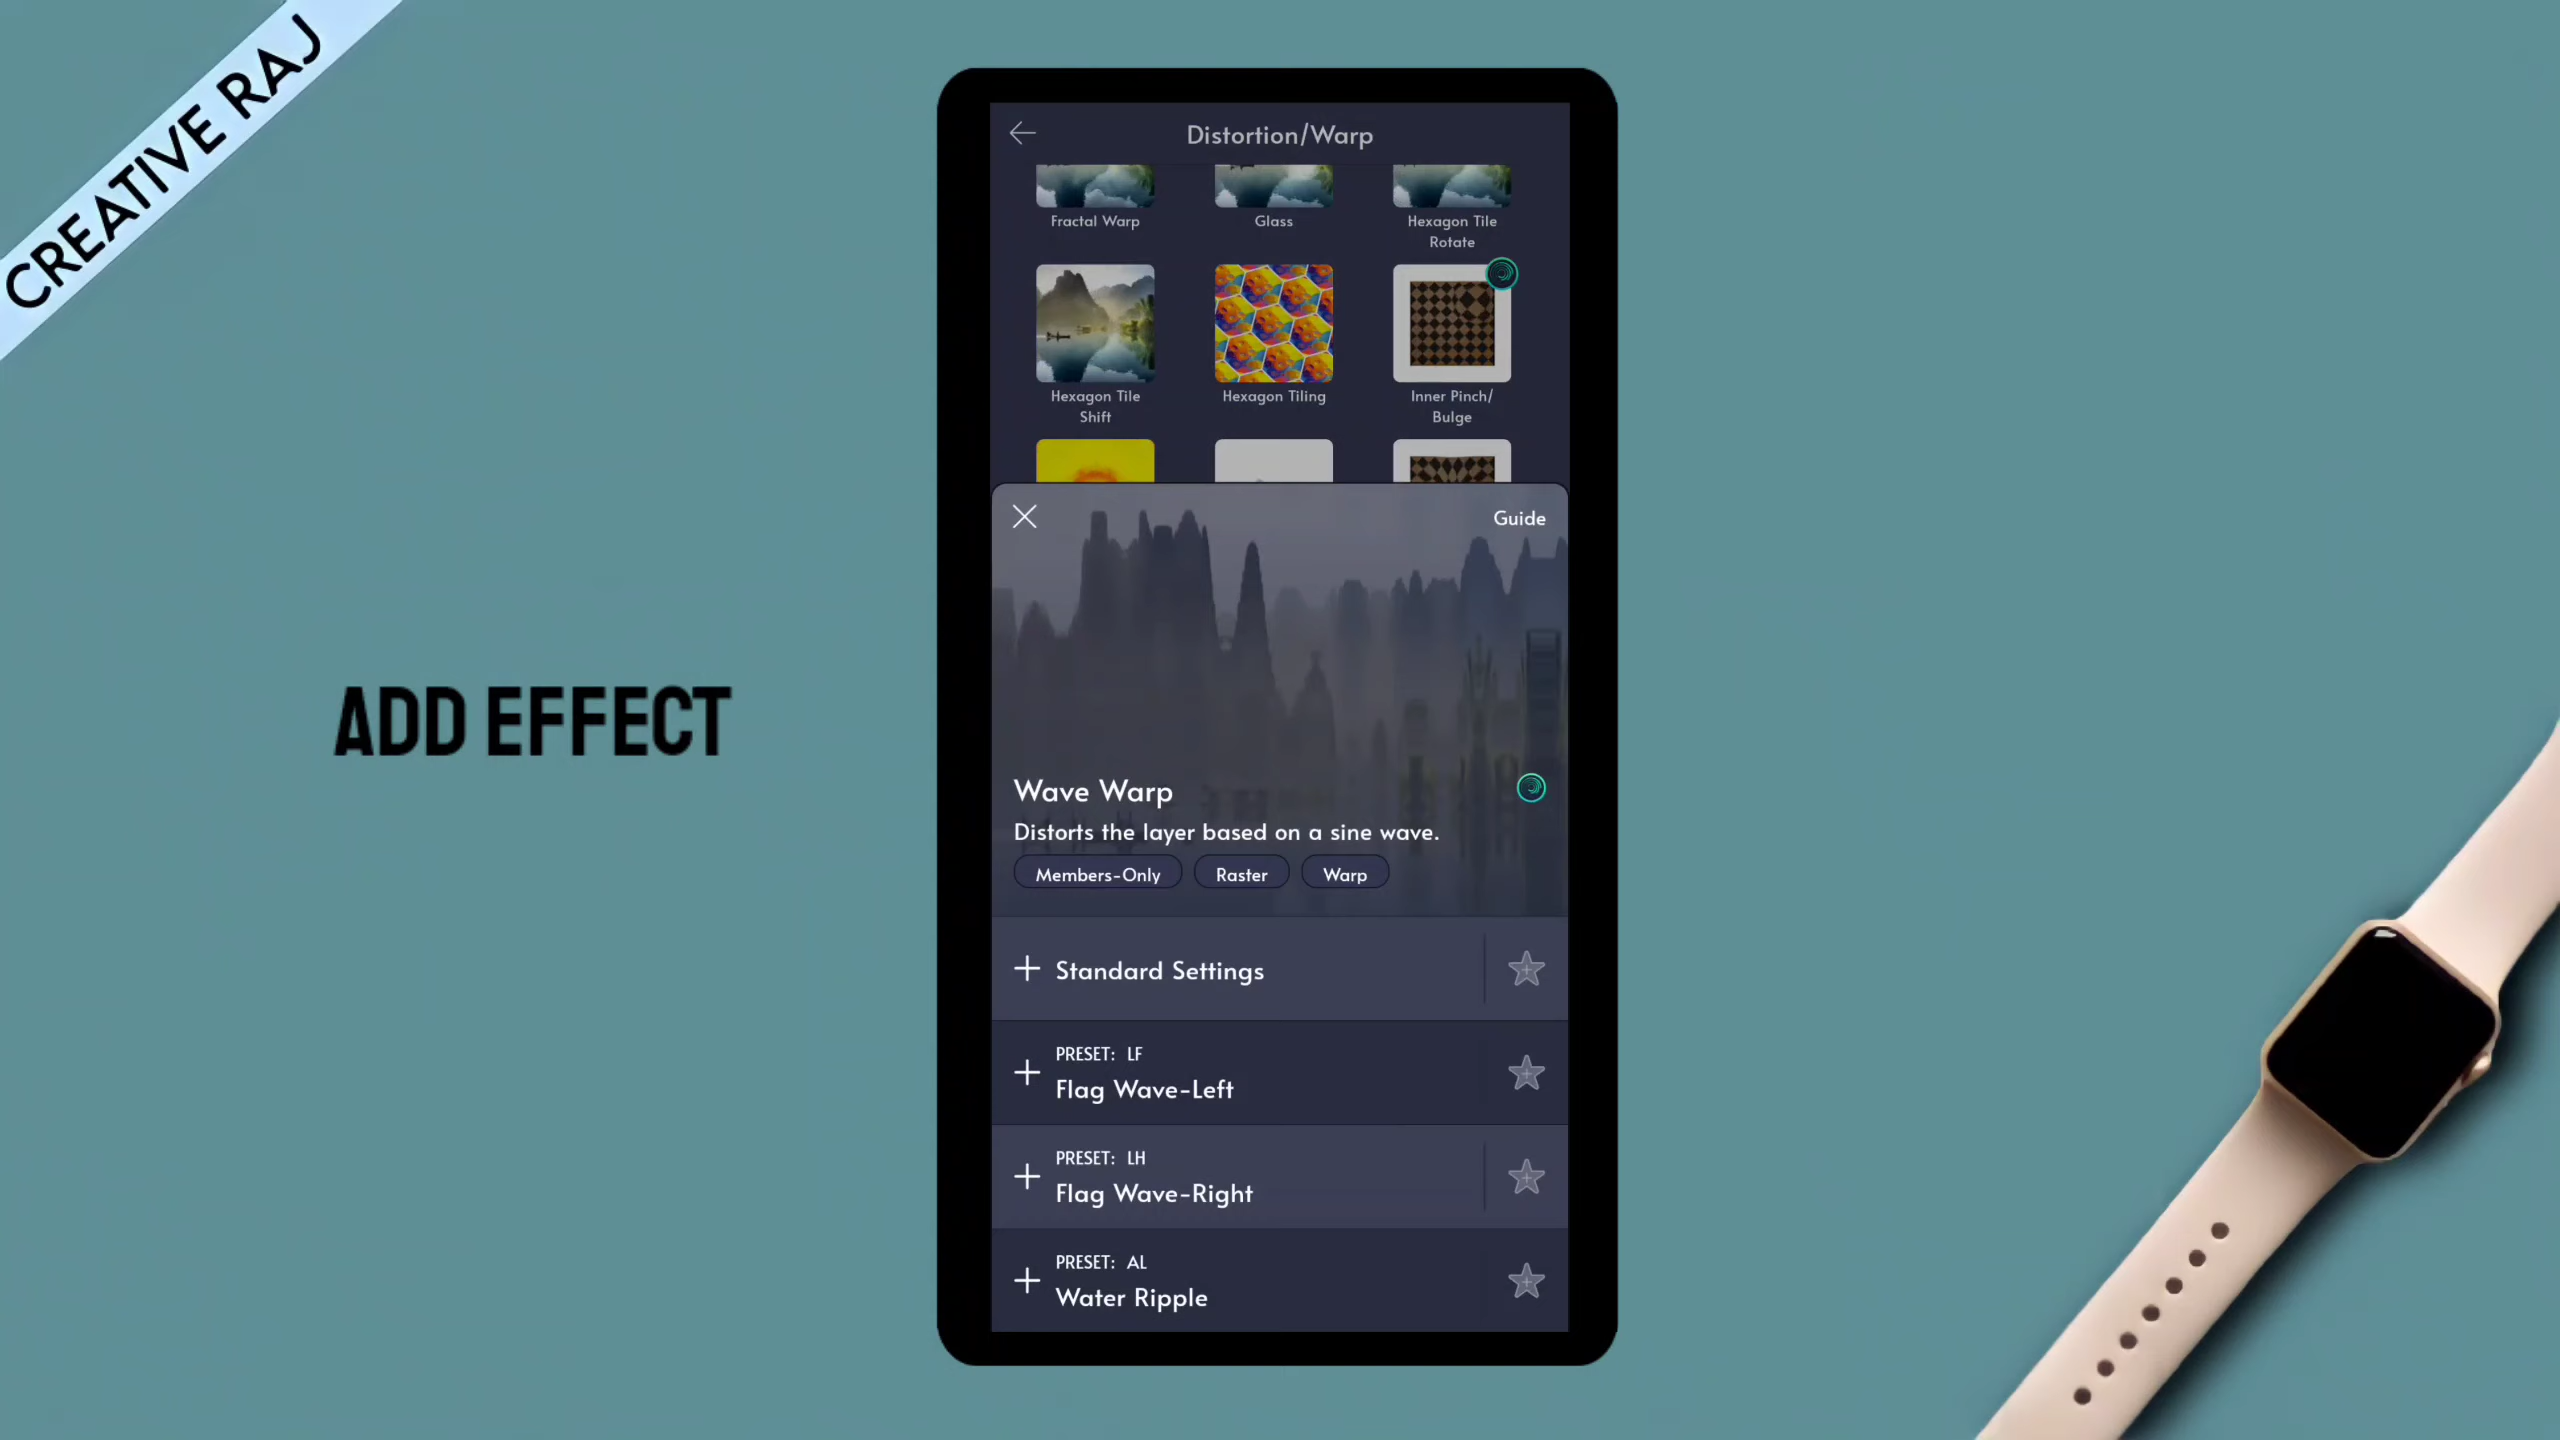 CREATIVE RAJ
ADD EFFECT
Distortion/Warp
Fractal Warp
Glass
Hexagon Tile
Rotate
Hexagon Tile
Shift
Hexagon Tiling
Inner Pinch/
Bulge
Guide
Wave Warp
Distorts the layer based on a sine wave.
Members-Only
Raster
Warp
Standard Settings
PRESET: LF
Flag Wave-Left
PRESET: LH
Flag Wave-Right
PRESET: AL
Water Ripple